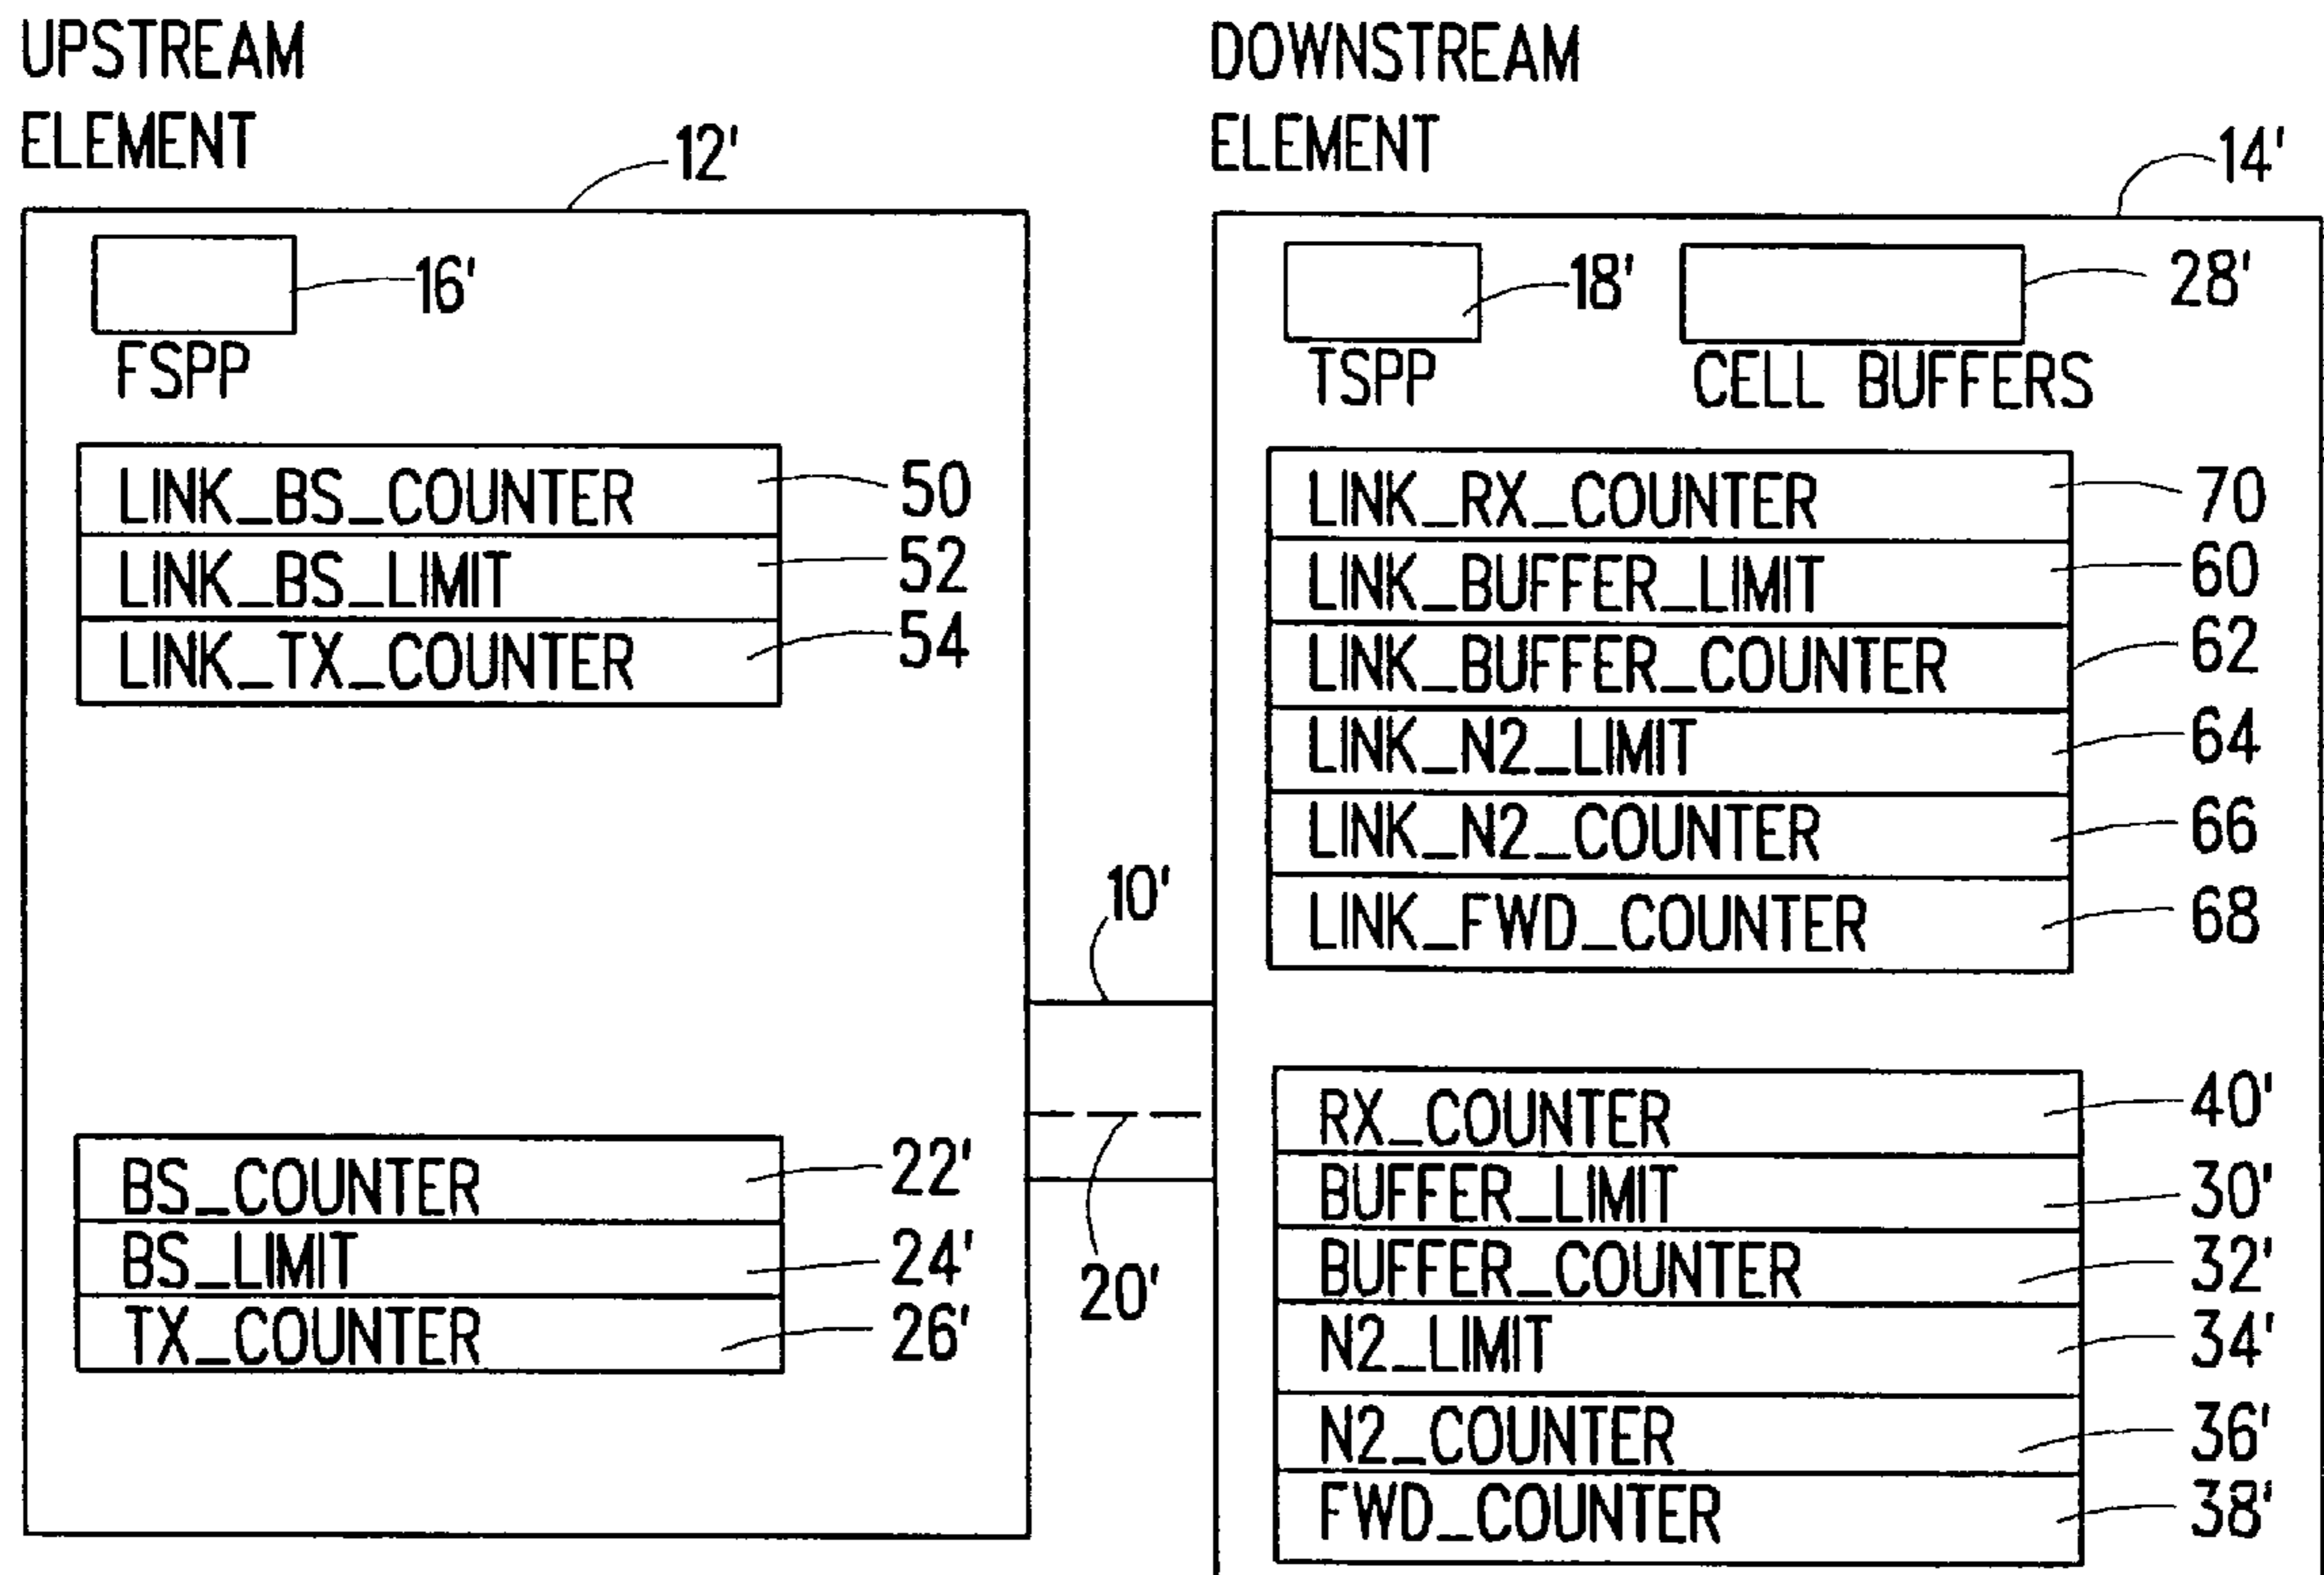 UPSTREAM
ELEMENT
12'
16'
FSPP
LINK_BS_COUNTER 50
LINK_BS_LIMIT 52
LINK_TX_COUNTER 54
BS_COUNTER 22'
BS_LIMIT 24'
TX_COUNTER 26'
10'
20'
DOWNSTREAM
ELEMENT
14'
18'
28'
TSPP
CELL BUFFERS
LINK_RX_COUNTER 70
LINK_BUFFER_LIMIT 60
LINK_BUFFER_COUNTER 62
LINK_N2_LIMIT 64
LINK_N2_COUNTER 66
LINK_FWD_COUNTER 68
RX_COUNTER 40'
BUFFER_LIMIT 30'
BUFFER_COUNTER 32'
N2_LIMIT 34'
N2_COUNTER 36'
FWD_COUNTER 38'